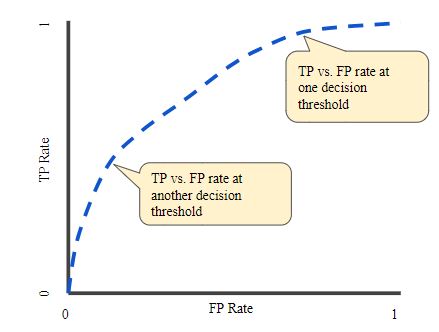 1
TP vs. FP rate at
one decision
threshold
TP Rate
TP vs. FP rate at
another decision
threshold
0
0
FP Rate
1